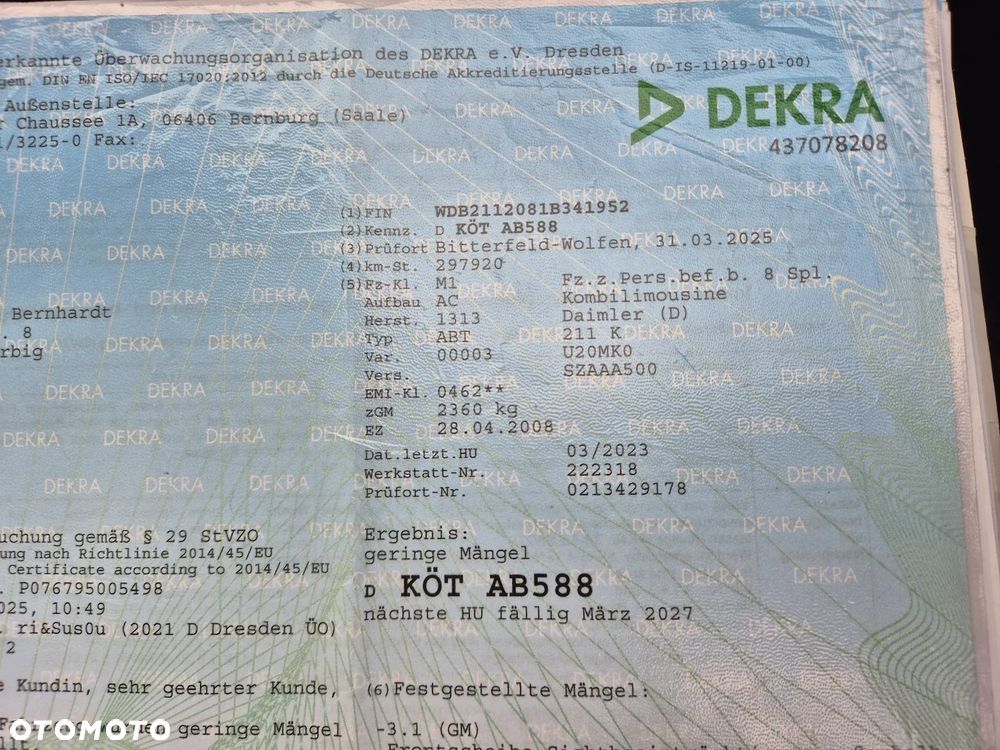 erkannte Überwachungsorganisation des DEKRA e.V. Dresden
gem. DIN EN ISO/IEC 17020:2012 durch die Deutsche Akkreditierungsstelle (D-IS-11219-01-00)
Außenstelle:
r Chaussee 1A, 06406 Bernburg (Saale)
1/3225-0 Fax:
DEKRA
437078208
(1) FIN WDB2112081B341952
(2) Kennz. D KÖT AB588
(3) Prüfort Bitterfeld-Wolfen, 31.03.2025
(4) km-St. 297920
(5) Fz-Kl. M1 Fz.z.Pers.bef.b. 8 Spl.
Aufbau AC Kombilimousine
Herst. 1313 Daimler (D)
Typ ABT 211 K
Var. 00003 U20MK0
Vers. SZAAA500
EMI-Kl. 0462**
zGM 2360 kg
EZ 28.04.2008
Dat.letzt.HU 03/2023
Werkstatt-Nr. 222318
Prüfort-Nr. 0213429178
Bernhardt
. 8
rbig
uchung gemäß § 29 StVZO
ung nach Richtlinie 2014/45/EU
Certificate according to 2014/45/EU
. P076795005498
025, 10:49
. ri&Sus0u (2021 D Dresden ÜO)
2
Ergebnis:
geringe Mängel
D KÖT AB588
nächste HU fällig März 2027
e Kundin, sehr geehrter Kunde,
geringe Mängel
(6) Festgestellte Mängel:
-3.1 (GM)
OTOMOTO